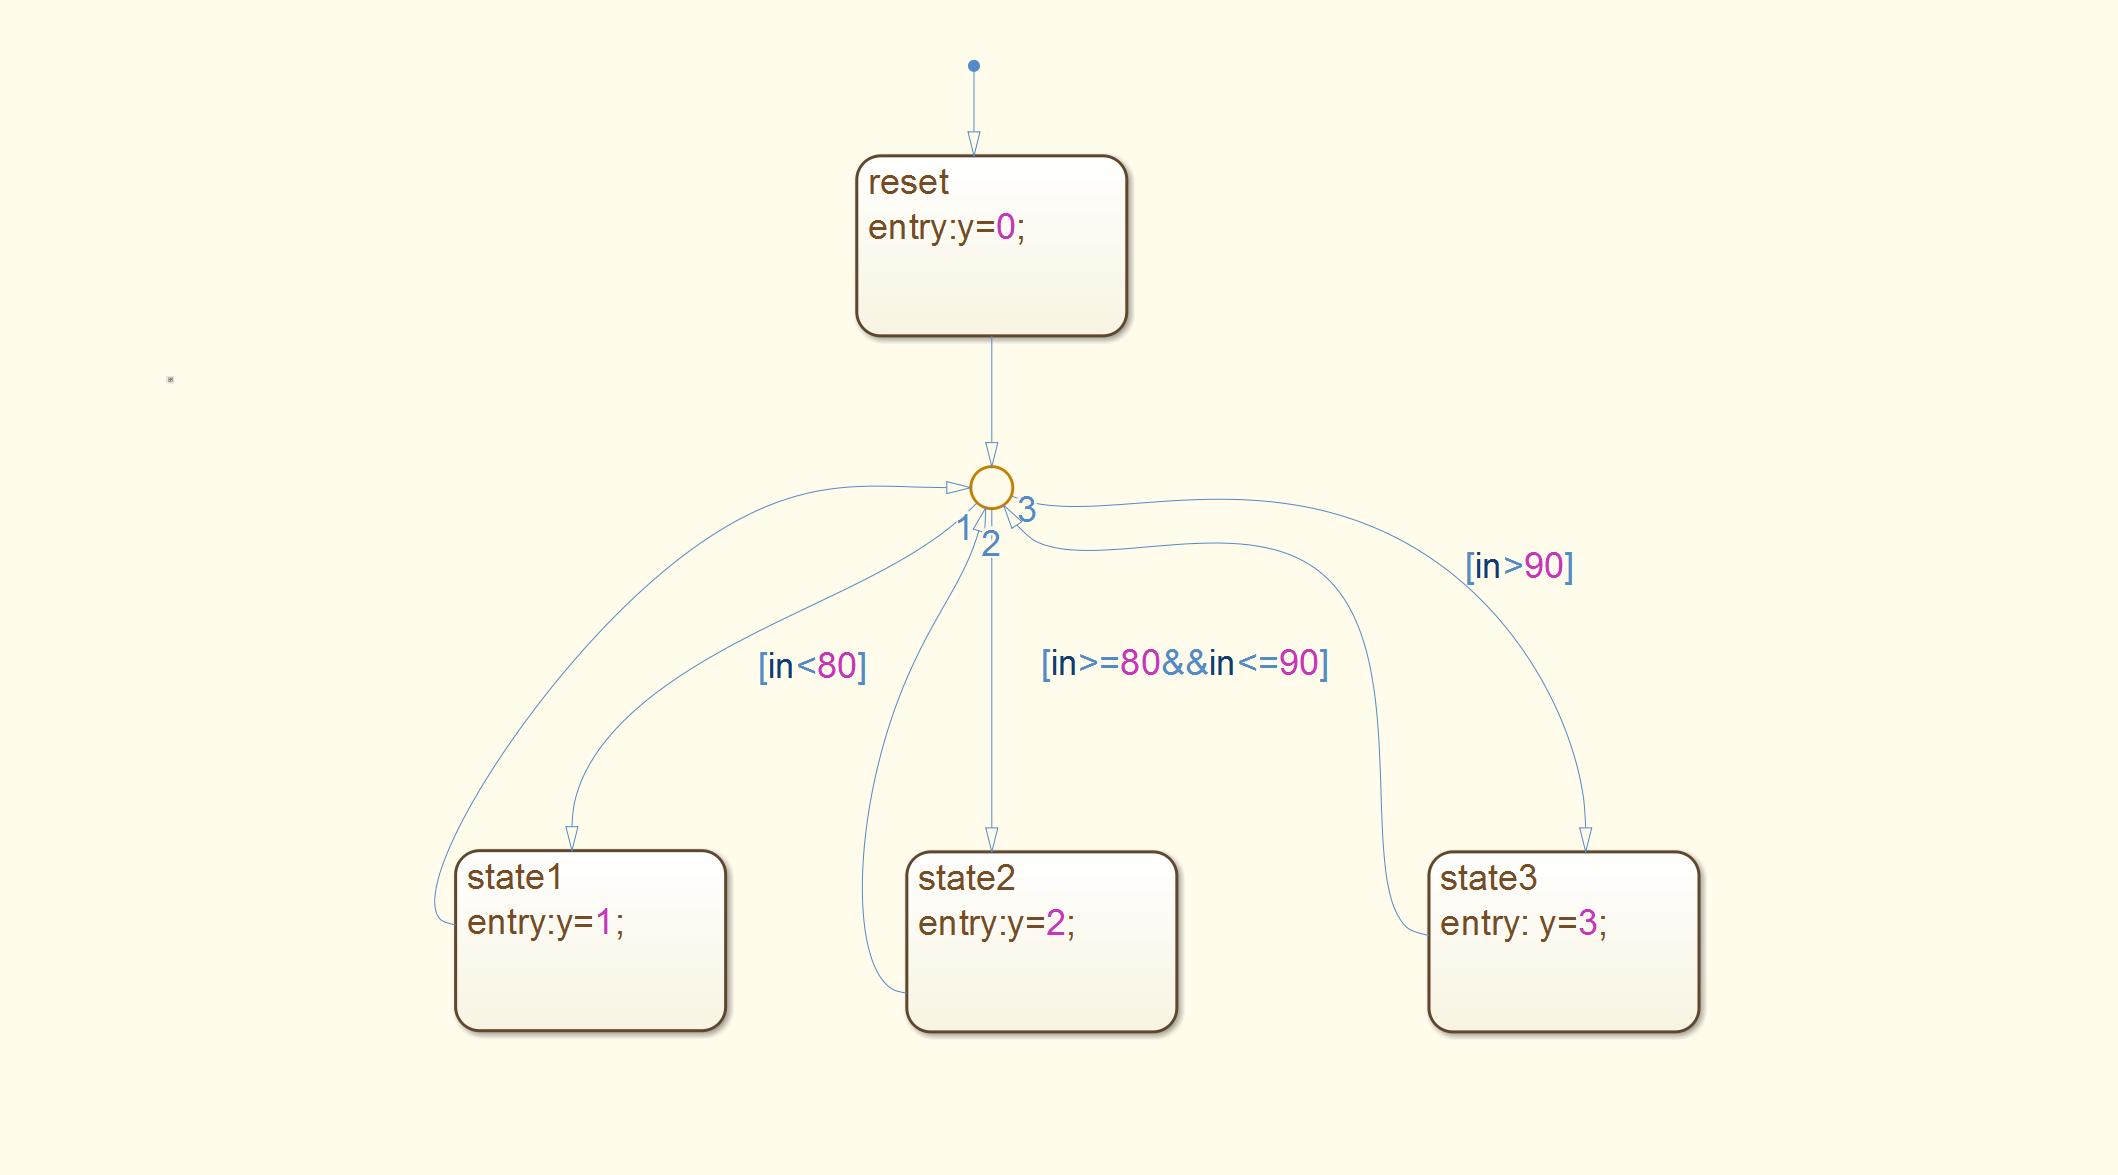 reset
entry:y=0;
1
2
3
[in>90]
[in<80]
[in>=80&&in<=90]
state1
entry:y=1;
state2
entry:y=2;
state3
entry: y=3;